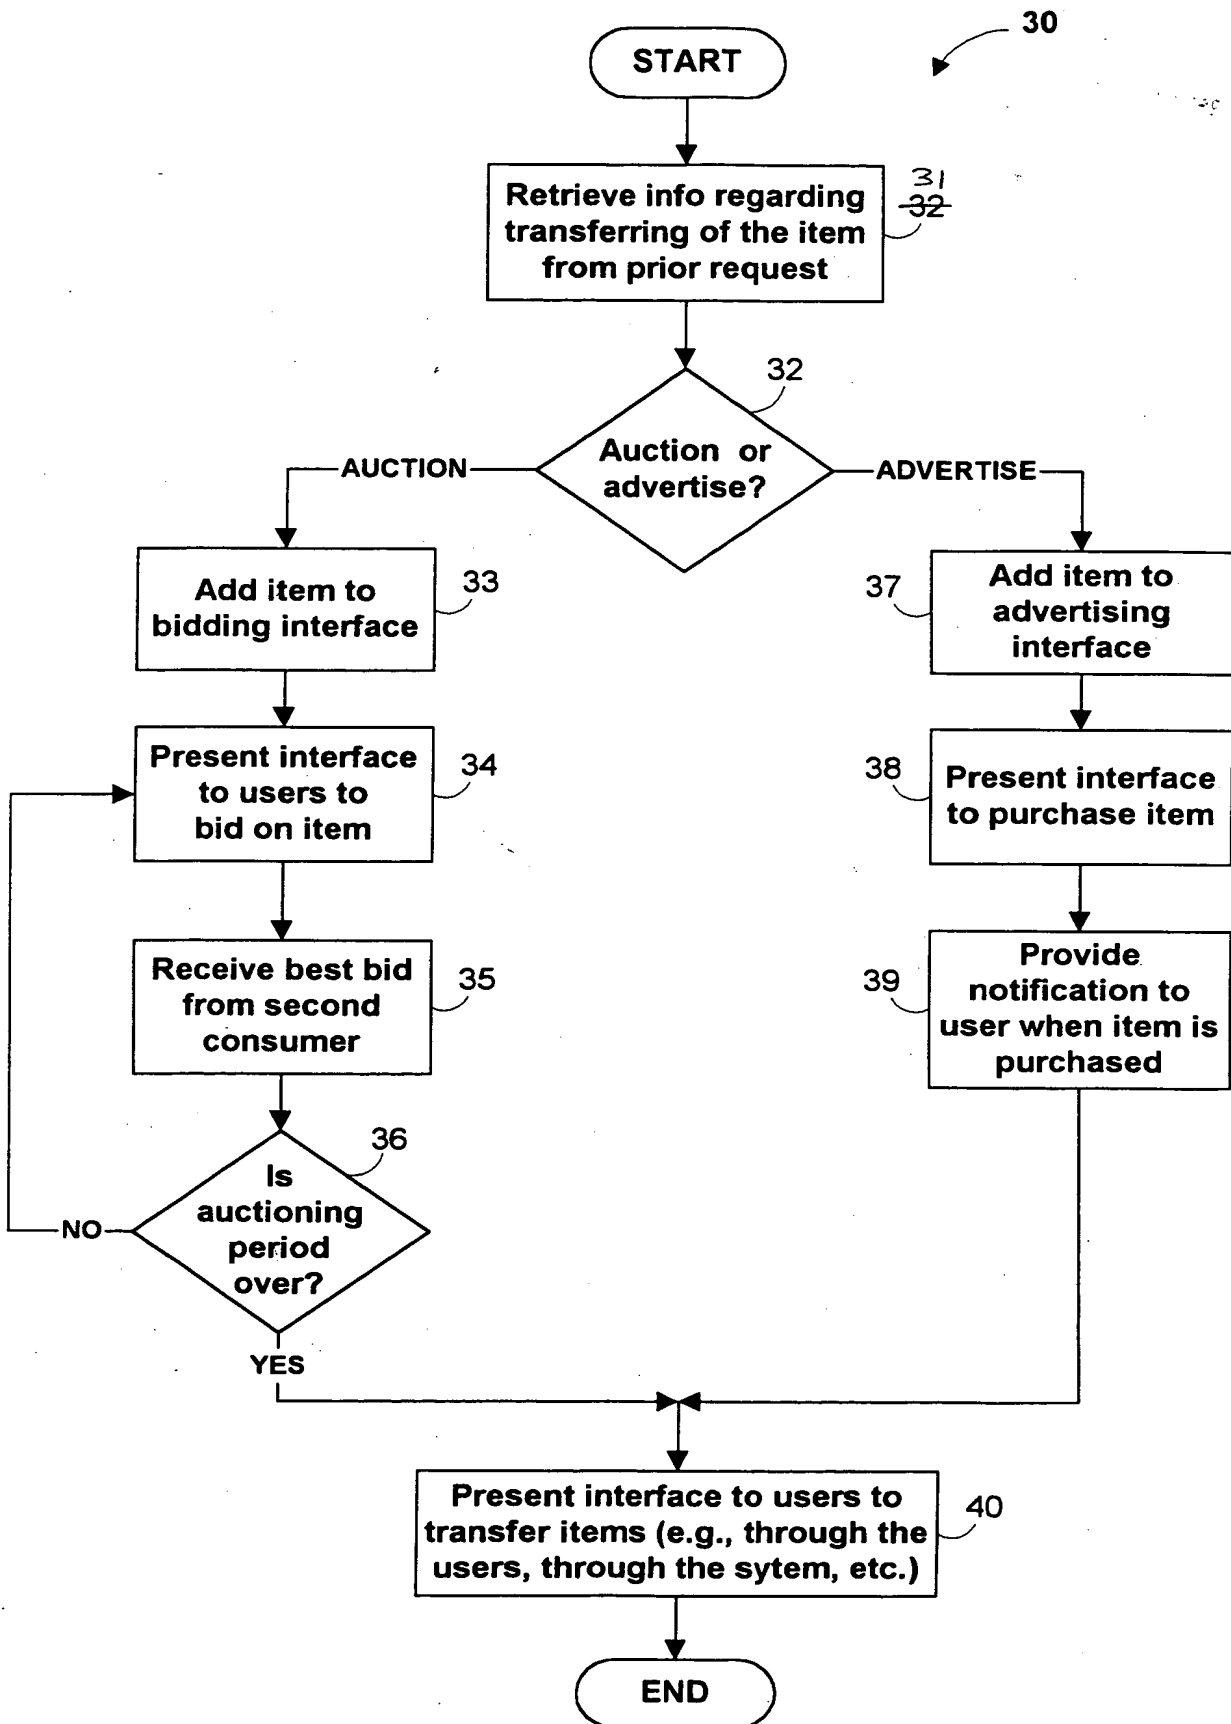 30
START
Retrieve info regarding
transferring of the item
from prior request
31
32
32
Auction or
advertise?
AUCTION
ADVERTISE
Add item to
bidding interface
33
37
Add item to
advertising
interface
Present interface
to users to
bid on item
34
38
Present interface
to purchase item
Receive best bid
from second
consumer
35
39
Provide
notification to
user when item is
purchased
36
Is
auctioning
period
over?
NO
YES
Present interface to users to
transfer items (e.g., through the
users, through the sytem, etc.)
40
END